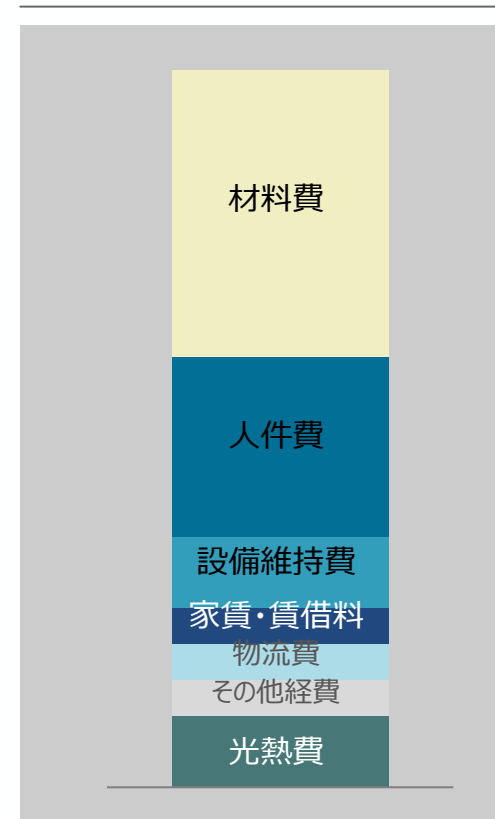 材料費
人件費
設備維持費
家賃・賃借料
物流費
その他経費
光熱費